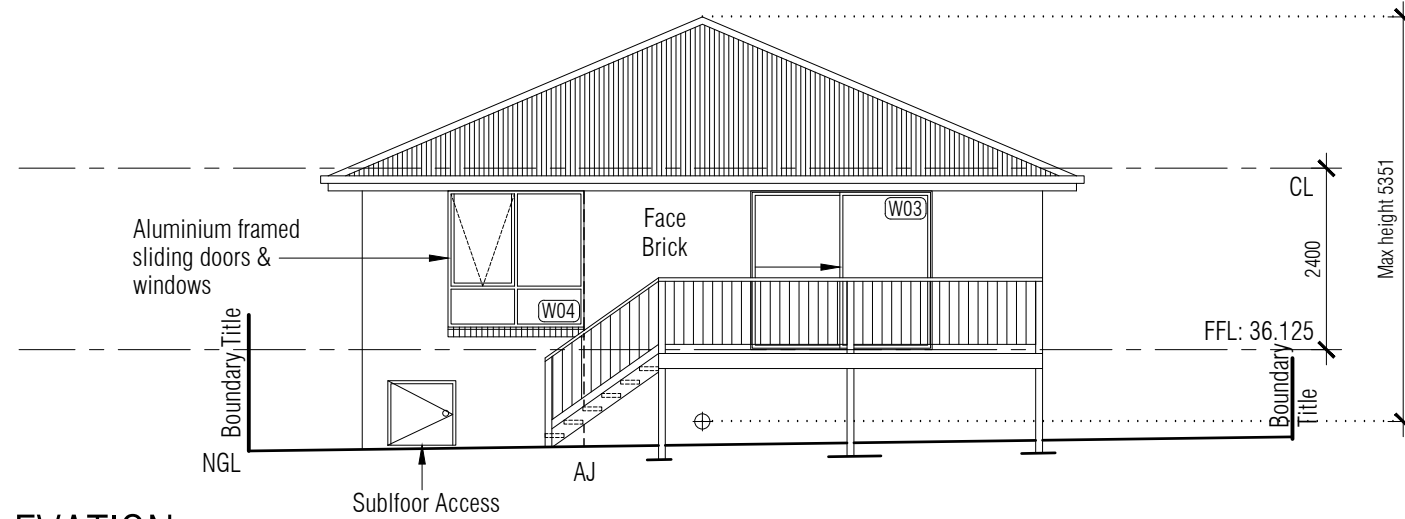 Max height 5351
CL
2400
Face
Brick
W03
Aluminium framed
sliding doors &
windows
W04
FFL: 36.125
Boundary Title
Boundary
Title
NGL
AJ
Sublfoor Access
EVATION